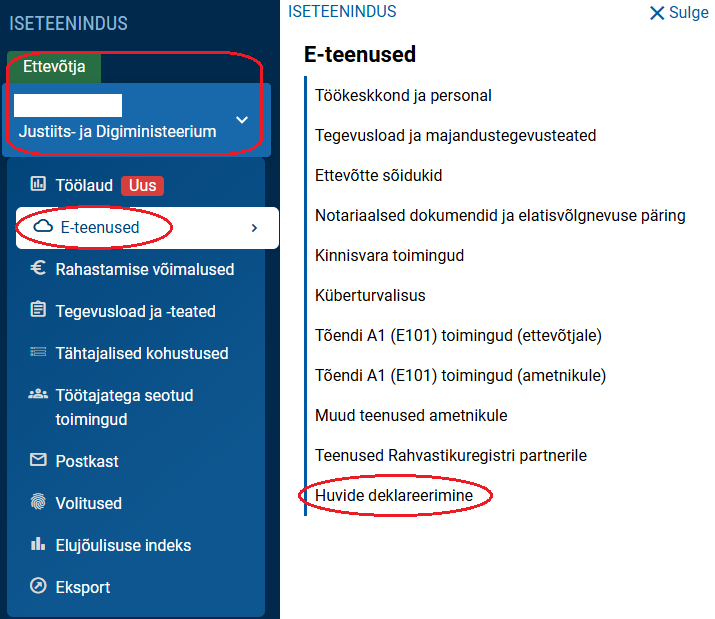 ISETEENINDUS
Ettevõtja
Justiits- ja Digiministeerium
Töölaud Uus
E-teenused
Rahastamise võimalused
Tegevusload ja -teated
Tähtajalised kohustused
Töötajatega seotud
toimingud
Postkast
Volitused
Elujõulisuse indeks
Eksport
ISETEENINDUS
Sulge
E-teenused
Töökeskkond ja personal
Tegevusload ja majandustegevusteated
Ettevõtte sõidukid
Notariaalsed dokumendid ja elatisvõlgnevuse päring
Kinnisvara toimingud
Küberturvalisus
Tõendi A1 (E101) toimingud (ettevõtjale)
Tõendi A1 (E101) toimingud (ametnikule)
Muud teenused ametnikule
Teenused Rahvastikuregistri partnerile
Huvide deklareerimine